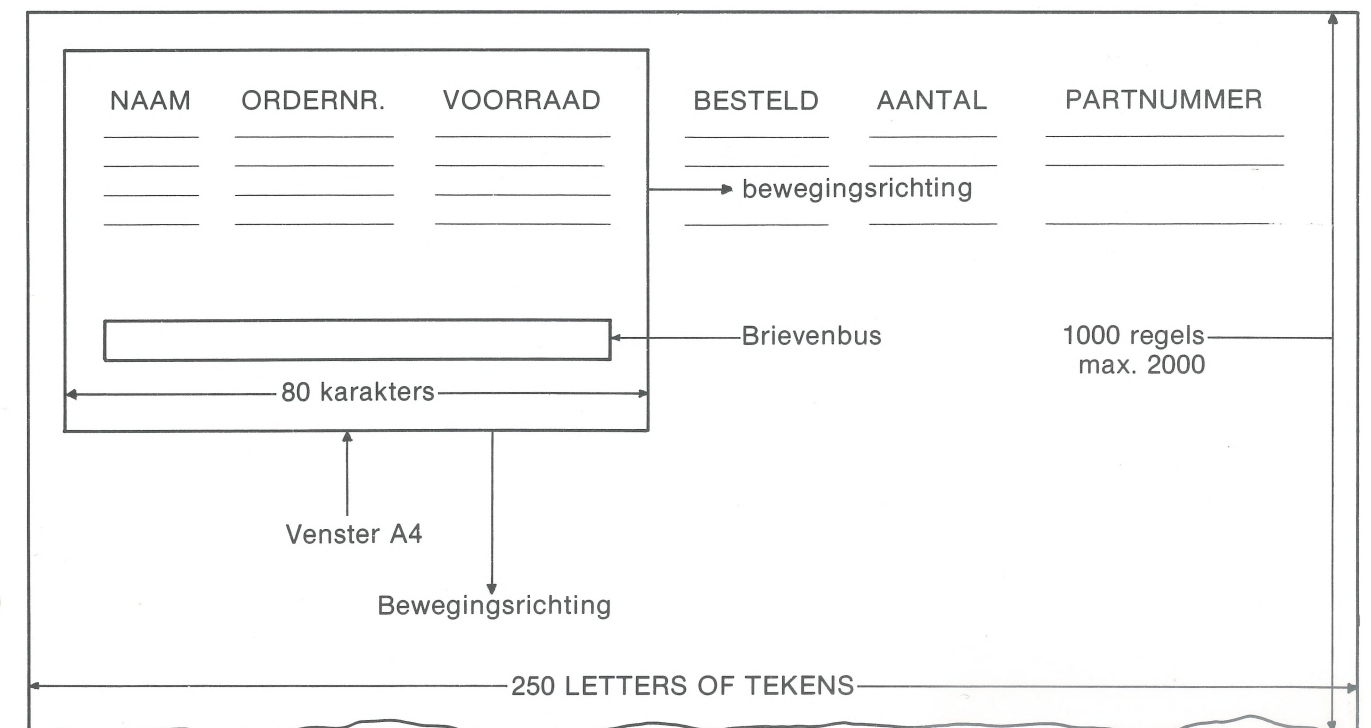 NAAM ORDERNR. VOORRAAD BESTELD AANTAL PARTNUMMER
bewegingsrichting
Brievenbus
1000 regels
max. 2000
80 karakters
Venster A4
Bewegingsrichting
250 LETTERS OF TEKENS